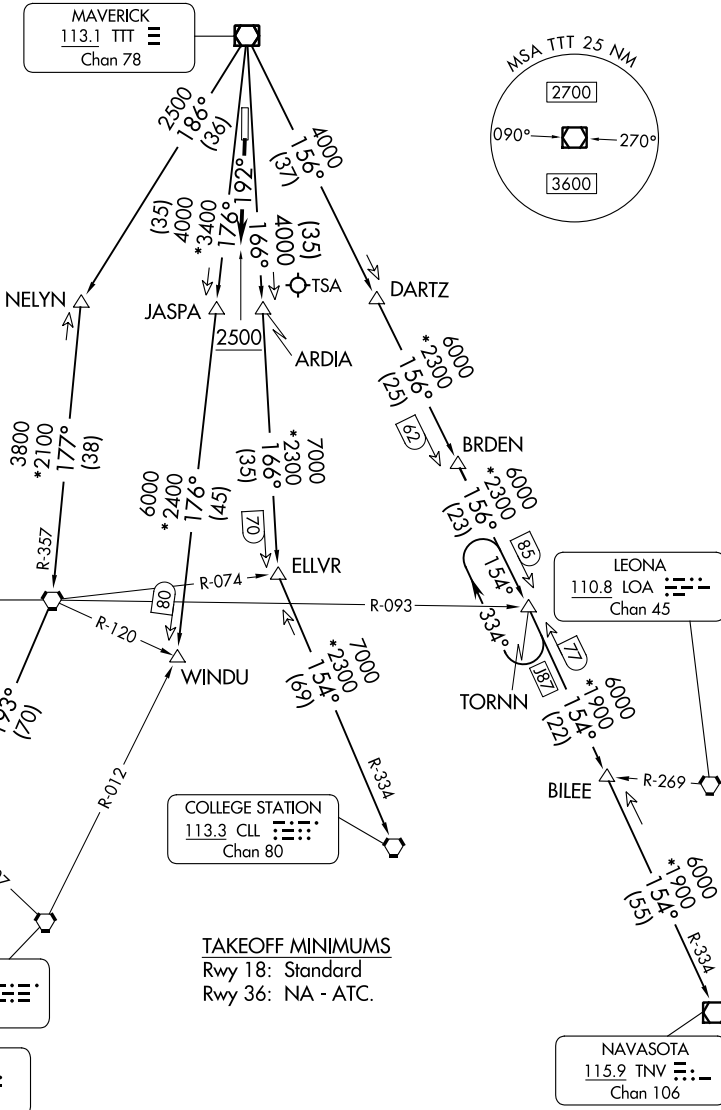 MAVERICK
113.1 TTT
Chan 78
MSA TTT 25 NM
2700
090°
270°
3600
2500
186°
(36)
(35)
4000
*3400
176°
192°
166°
4000
(35)
4000
156°
(37)
NELYN
JASPA
TSA
DARTZ
2500
ARDIA
3800
*2100
177°
(38)
6000
*2400
176°
(45)
7000
*2300
166°
(35)
6000
*2300
156°
(25)
62
BRDEN
6000
*2300
156°
(23)
70
85
R-357
ELLVR
R-074
80
R-093
154°
334°
LEONA
110.8 LOA
Chan 45
R-120
WINDU
77
J87
TORNN
193°
(70)
7000
*2300
154°
(69)
6000
*1900
154°
(22)
R-012
BILEE
R-269
R-334
COLLEGE STATION
113.3 CLL
Chan 80
6000
*1900
154°
(55)
R-334
TAKEOFF MINIMUMS
Rwy 18: Standard
Rwy 36: NA - ATC.
NAVASOTA
115.9 TNV
Chan 106